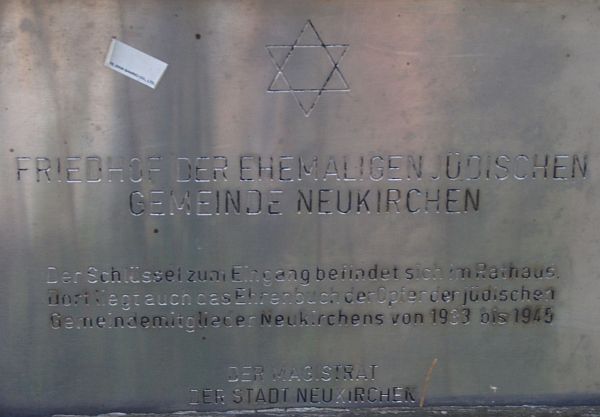 FRIEDHOF DER EHEMALIGEN JÜDISCHEN
GEMEINDE NEUKIRCHEN
Der Schlüssel zum Eingang befindet sich im Rathaus.
Dort liegt auch das Ehrenbuch der Opfer der jüdischen
Gemeindemitglieder Neukirchens von 1933 bis 1945
DER MAGISTRAT
DER STADT NEUKIRCHEN